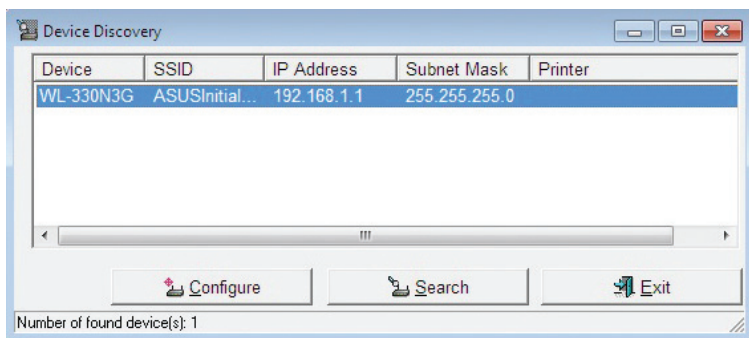 Device Discovery
Device SSID IP Address Subnet Mask Printer
WL-330N3G ASUSInitial... 192.168.1.1 255.255.255.0
Configure Search Exit
Number of found device(s): 1